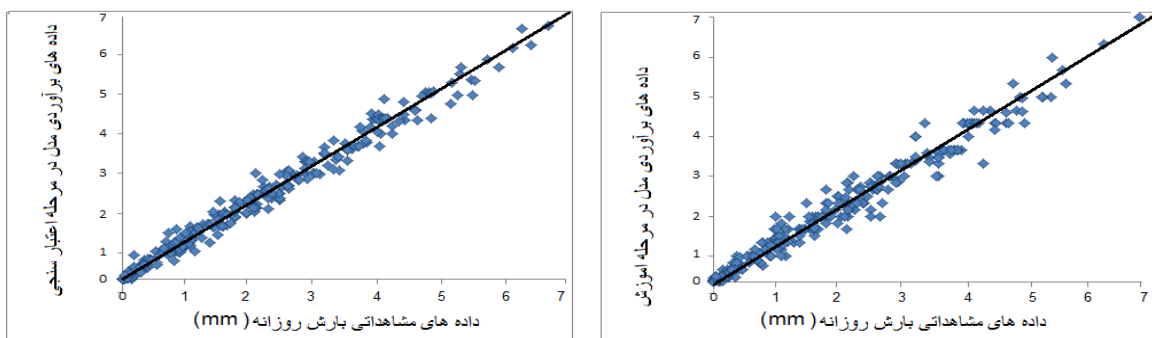 داده های برآوردی مدل در مرحله اعتبار سنجی
7
6
5
4
3
2
1
0
0 1 2 3 4 5 6 7
داده های مشاهداتی بارش روزانه (mm)
داده های برآوردی مدل در مرحله اموزش
7
6
5
4
3
2
1
0
0 1 2 3 4 5 6 7
داده های مشاهداتی بارش روزانه (mm)